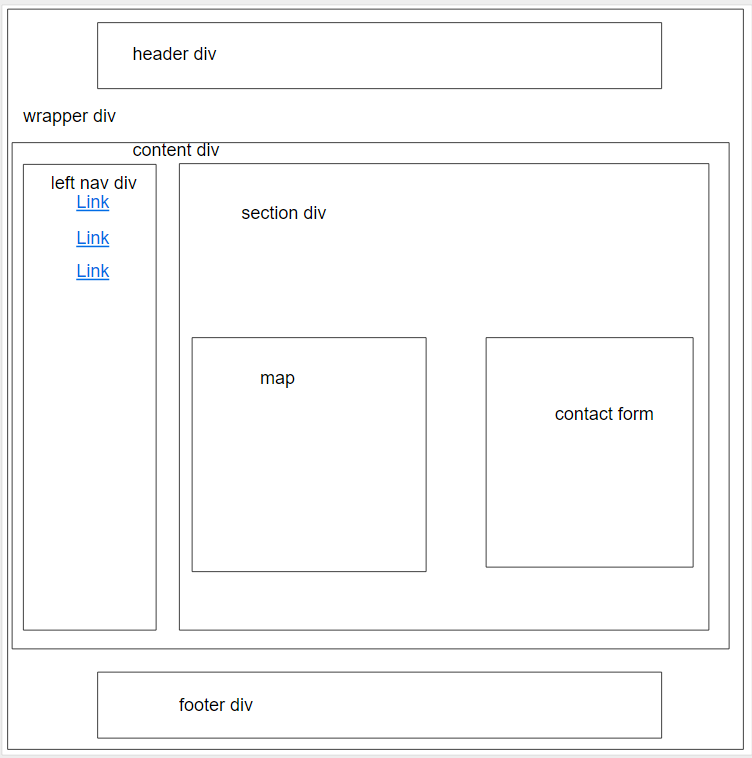 header div
wrapper div
content div
left nav div
Link
Link
Link
section div
map
contact form
footer div